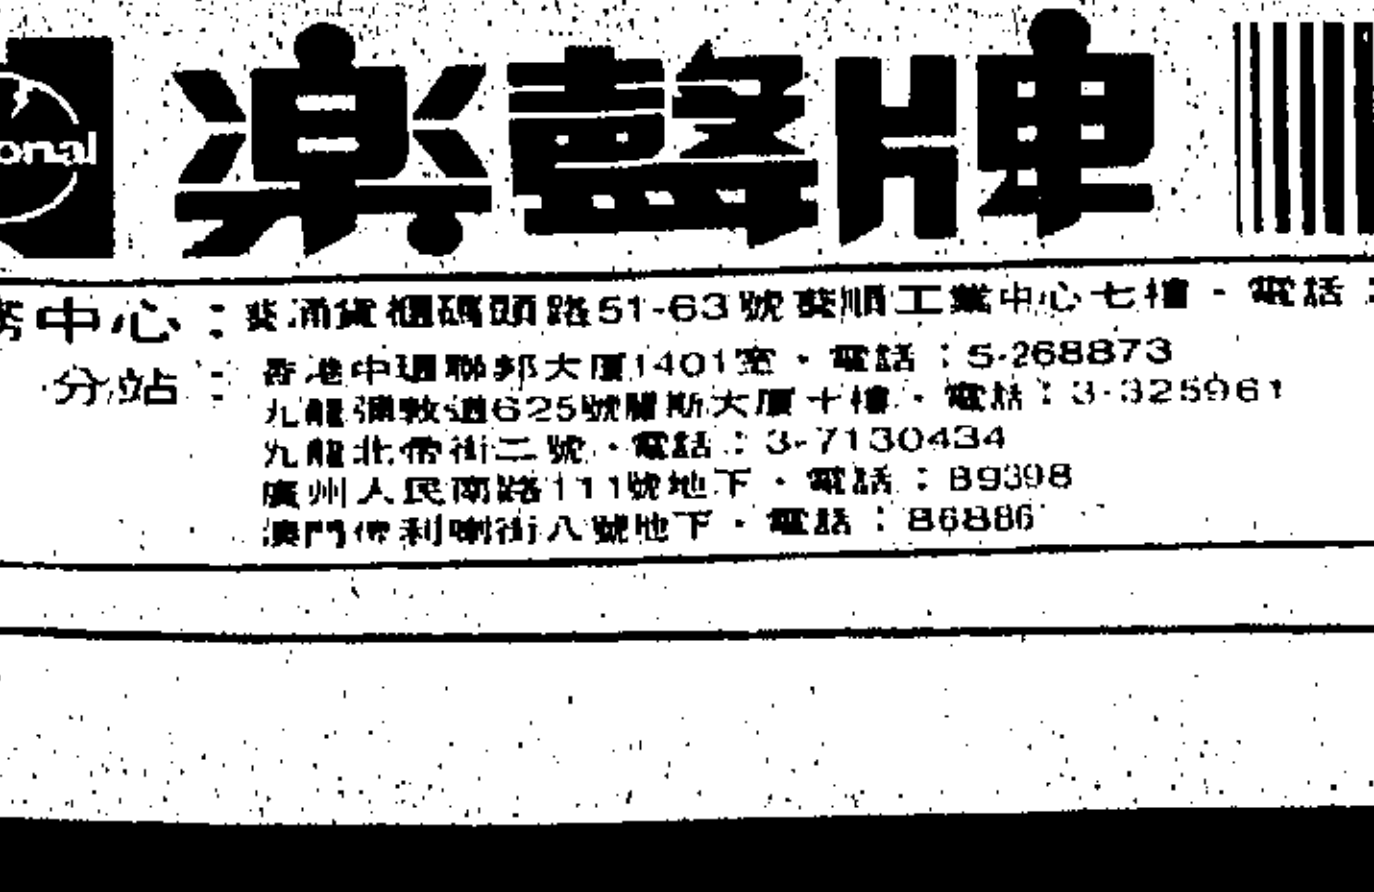 onal
樂聲牌
務中心：葵涌貨櫃碼頭路51-63號葵順工業中心七樓・電話：
分站：香港中環聯邦大廈1401室・電話：5-268873
九龍彌敦道625號雅斯大廈十樓・電話：3-325961
九龍北帝街二號・電話：3-7130434
廣州人民南路111號地下・電話：89398
澳門俾利喇街八號地下・電話：86886